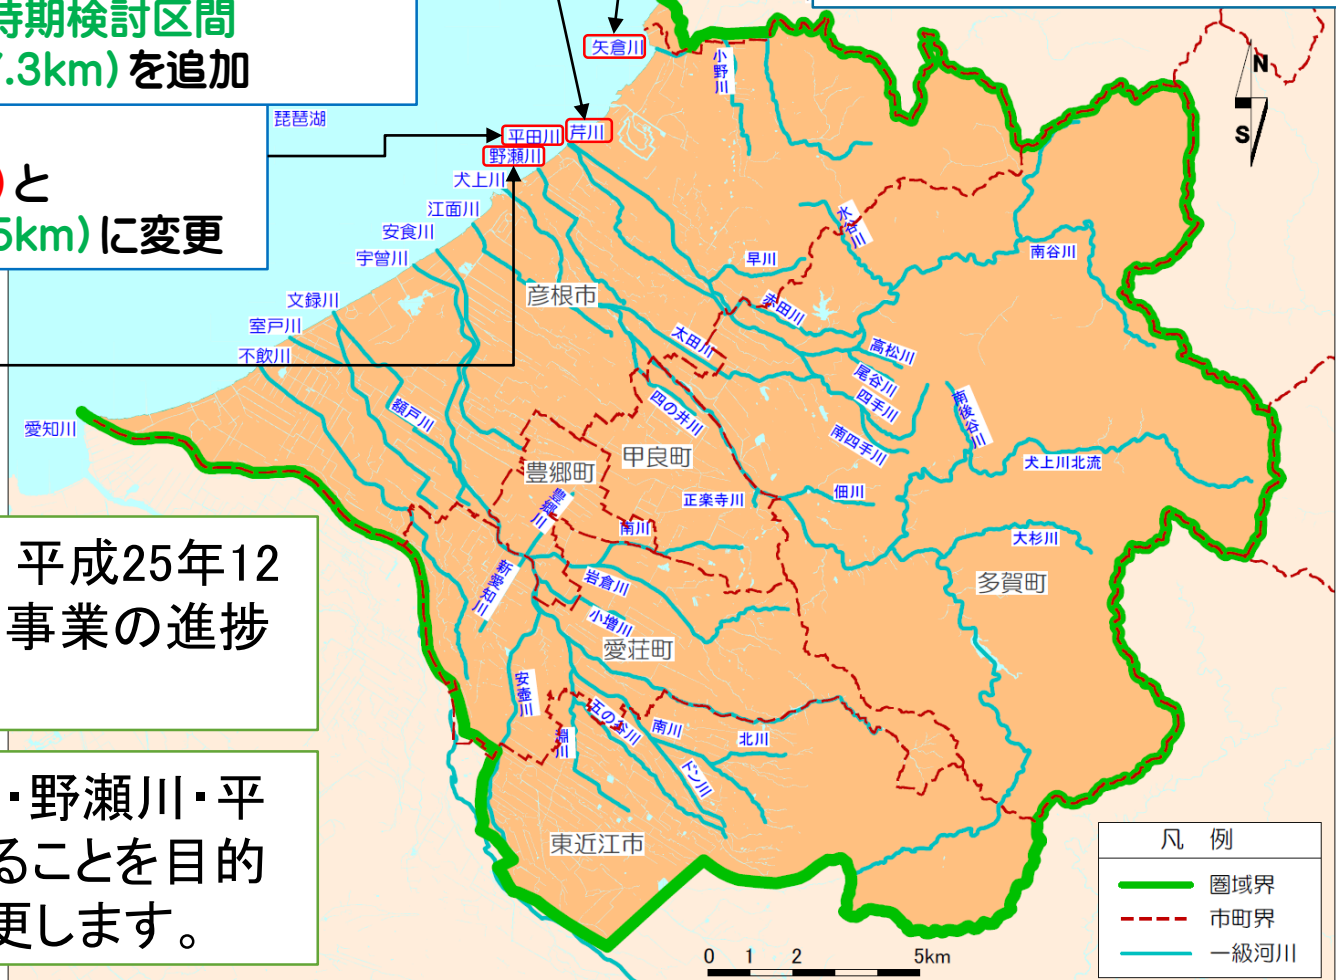 時期検討区間
7.3km)を追加
と
5km)に変更
平成25年12
事業の進捗
・野瀬川・平
ることを目的
更します。
琵琶湖
矢倉川
小野川
芹川
平田川
野瀬川
犬上川
江面川
安食川
宇曽川
文録川
室戸川
不飲川
愛知川
水谷川
早川
南谷川
彦根市
赤田川
太田川
高松川
尾谷川
四手川
南四手川
南後谷川
犬上川北流
額戸川
四の井川
甲良町
豊郷町
豊郷川
正楽寺川
佃川
南川
大杉川
多賀町
新愛知川
岩倉川
小増川
愛荘町
安壺川
五の谷川
南川
北川
ドン川
東近江市
N
S
凡 例
圏域界
市町界
一級河川
0 1 2 5km